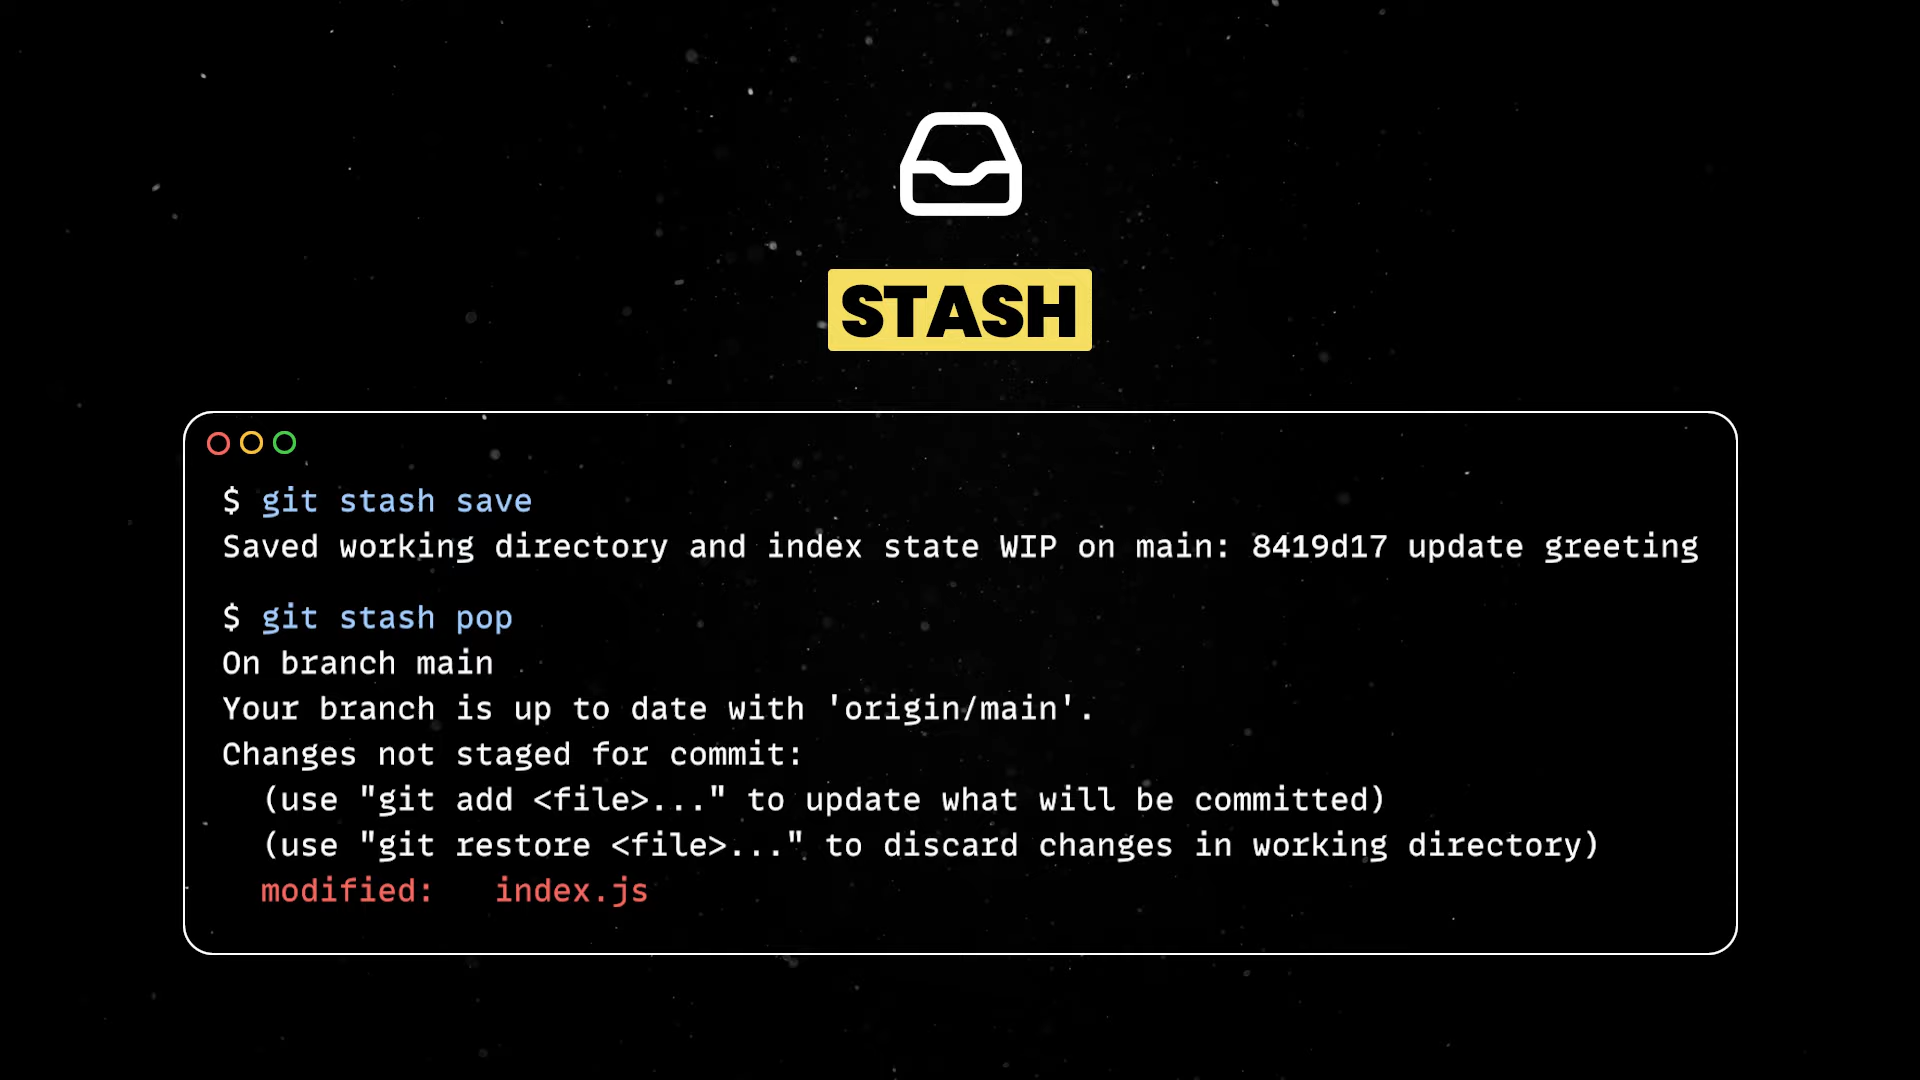 STASH
$ git stash save
Saved working directory and index state WIP on main: 8419d17 update greeting
$ git stash pop
On branch main
Your branch is up to date with 'origin/main'.
Changes not staged for commit:
  (use "git add <file>..." to update what will be committed)
  (use "git restore <file>..." to discard changes in working directory)
  modified:   index.js